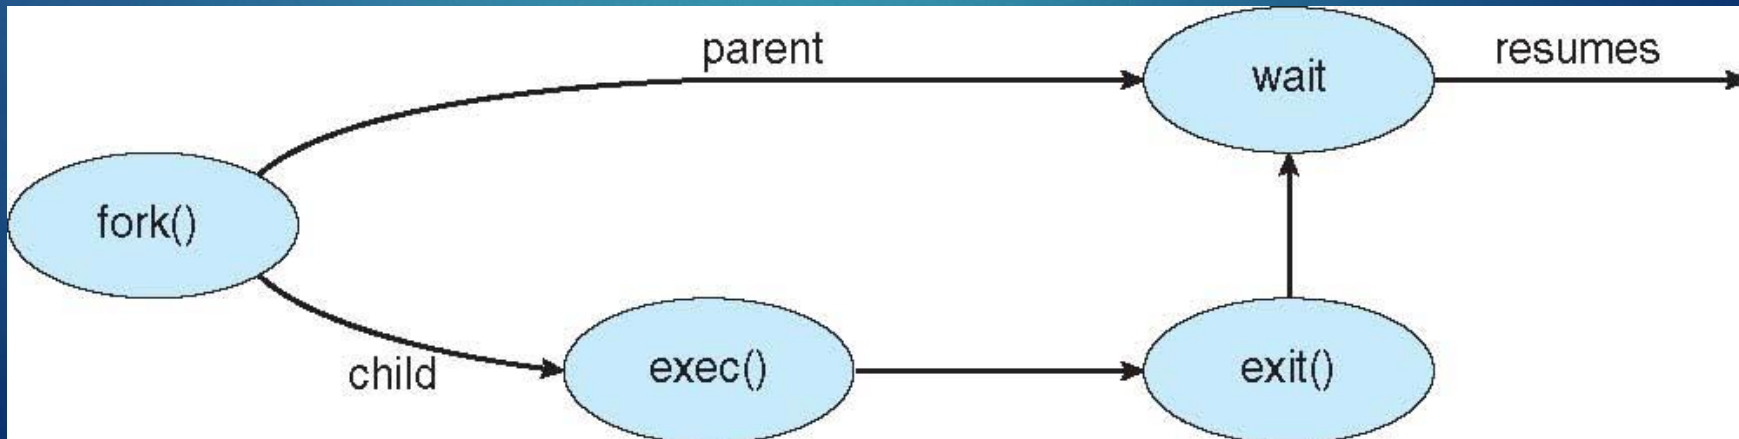 parent
wait
resumes
fork()
child
exec()
exit()